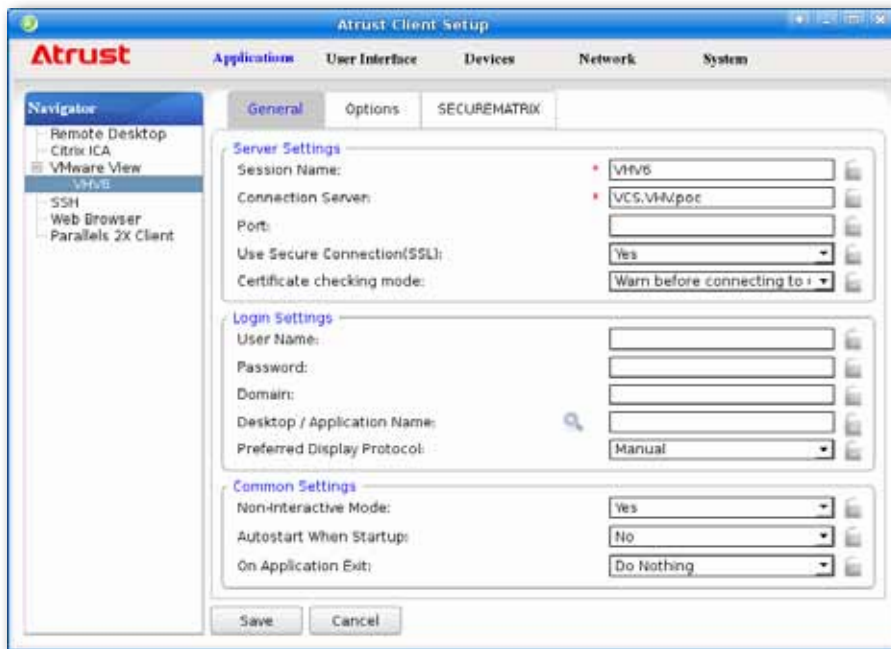 Atrust Client Setup
Atrust
Applications User Interface Devices Network System
Navigator
Remote Desktop
Citrix ICA
VMware View
VHV6
SSH
Web Browser
Parallels 2X Client
General Options SECUREMATRIX
Server Settings
Session Name: * VHV6
Connection Server: * VCS.VHV.poc
Port:
Use Secure Connection(SSL): Yes
Certificate checking mode: Warn before connecting to
Login Settings
User Name:
Password:
Domain:
Desktop / Application Name:
Preferred Display Protocol: Manual
Common Settings
Non-Interactive Mode: Yes
Autostart When Startup: No
On Application Exit: Do Nothing
Save Cancel